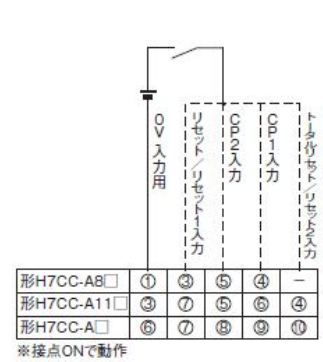 0V入力用
リセット/リセット1入力
CP2入力
CP1入力
トータルリセット/リセット2入力
形H7CC-A8□ ① ③ ⑤ ④ −
形H7CC-A11□ ③ ⑦ ⑤ ⑥ ④
形H7CC-A□ ⑥ ⑦ ⑧ ⑨ ⑩
※接点ONで動作